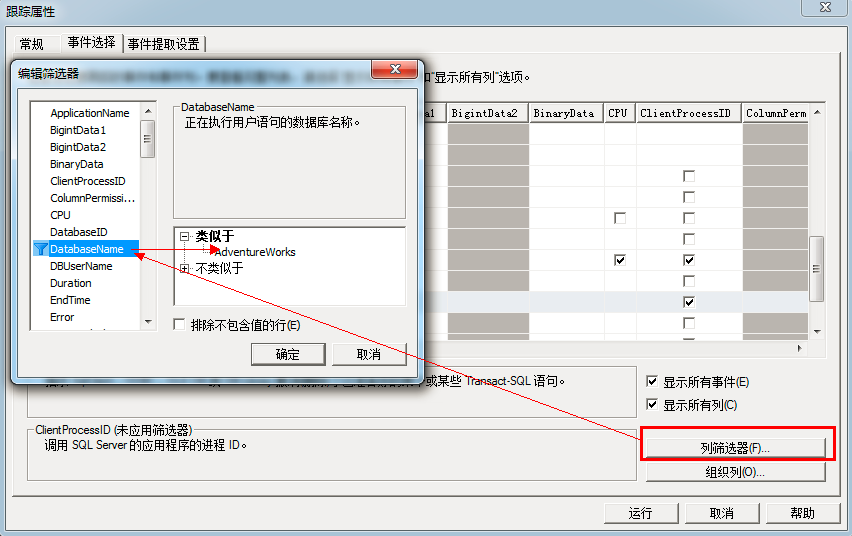 跟踪属性
常规
事件选择
事件提取设置
和"显示所有列"选项。
BigintData2
BinaryData
CPU
ClientProcessID
ColumnPerm
编辑筛选器
ApplicationName
BigintData1
BigintData2
BinaryData
ClientProcessID
ColumnPermissi...
CPU
DatabaseID
DatabaseName
DBUserName
Duration
EndTime
Error
DatabaseName
正在执行用户语句的数据库名称。
类似于
AdventureWorks
不类似于
排除不包含值的行(E)
确定
取消
或某些 Transact-SQL 语句。
显示所有事件(E)
显示所有列(C)
ClientProcessID (未应用筛选器)
调用 SQL Server 的应用程序的进程 ID。
列筛选器(F)...
组织列(O)...
运行
取消
帮助